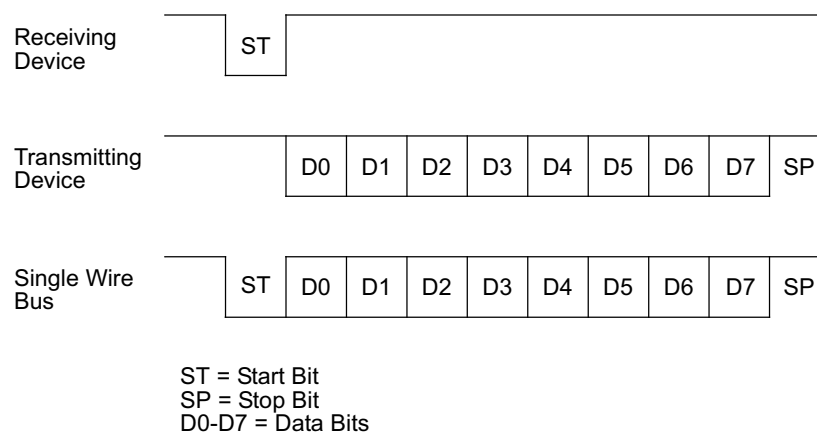 Receiving
Device
ST
Transmitting
Device
D0 D1 D2 D3 D4 D5 D6 D7 SP
Single Wire
Bus
ST D0 D1 D2 D3 D4 D5 D6 D7 SP
ST = Start Bit
SP = Stop Bit
D0-D7 = Data Bits